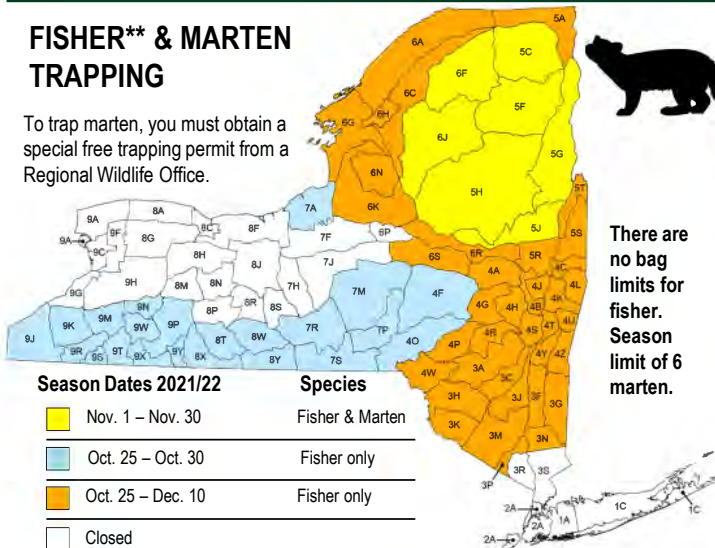 FISHER** & MARTEN
TRAPPING
To trap marten, you must obtain a
special free trapping permit from a
Regional Wildlife Office.
5A
6A
5C
6F
6C
5F
6H
6G
6J
5G
6N
5H
7A
6K
5T
8A
9A
8C
8F
6P
5J
5S
9F
7F
9A
8G
9C
6S
6R
5R
8H
7J
4C
8J
4A
9G
9H
8M
8N
7H
7M
4F
4J
4L
4G
4H
4B
4K
9N
8R
8S
8P
9K
9M
9W
9P
7R
7P
4R
4S
4T
4U
9J
8T
8W
4O
4P
4Y
4Z
9R
9S
9T
9X
9Y
8X
8Y
7S
4W
3A
3C
3H
3J
3F
3G
3K
3M
3N
3P
3R
3S
2A
2A
2A
1A
1C
1C
There are
no bag
limits for
fisher.
Season
limit of 6
marten.
Season Dates 2021/22 Species
Nov. 1 – Nov. 30 Fisher & Marten
Oct. 25 – Oct. 30 Fisher only
Oct. 25 – Dec. 10 Fisher only
Closed